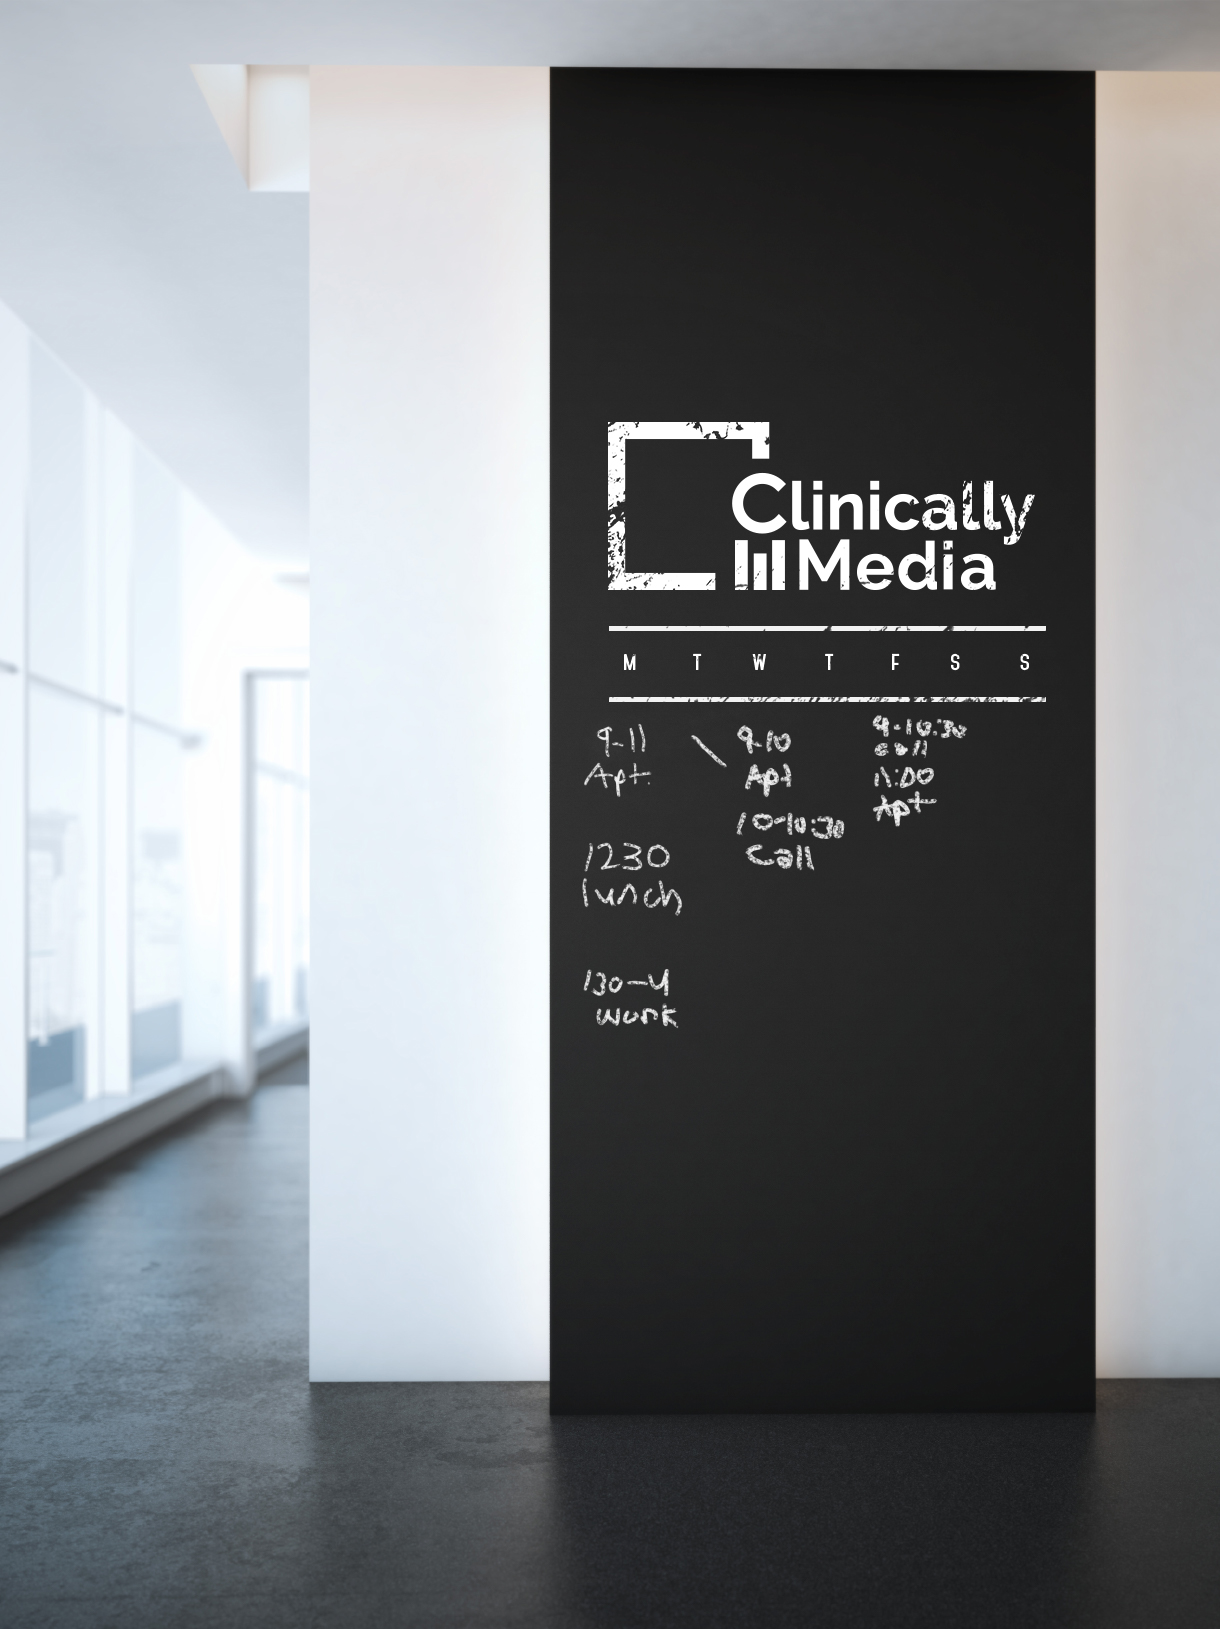 Clinically
Media
M T W T F S S
9-11
Apt.
1230
lunch
130-4
work
\
9-10
Apt
10-10:30
Call
9-10:30
call
11:00
Apt